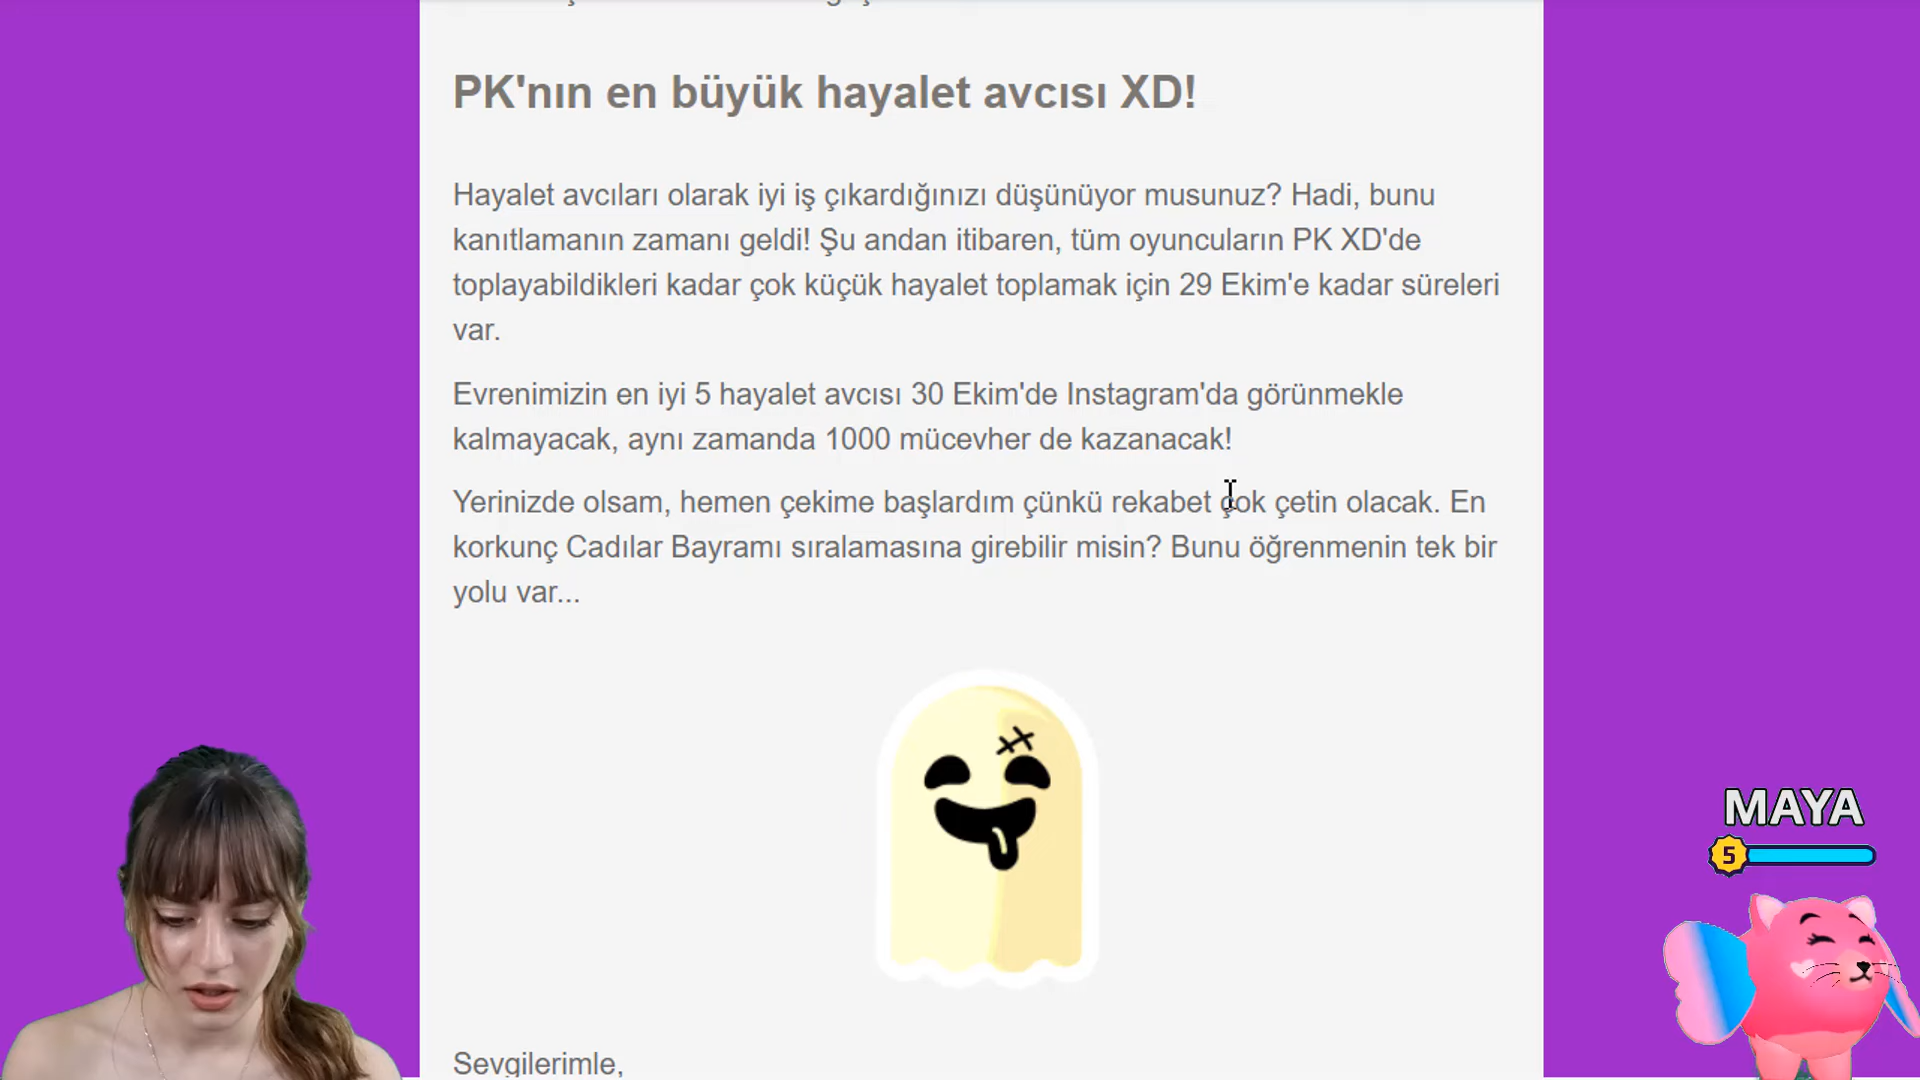 PK'nın en büyük hayalet avcısı XD!
Hayalet avcıları olarak iyi iş çıkardığınızı düşünüyor musunuz? Hadi, bunu
kanıtlamanın zamanı geldi! Şu andan itibaren, tüm oyuncuların PK XD'de
toplayabildikleri kadar çok küçük hayalet toplamak için 29 Ekim'e kadar süreleri
var.
Evrenimizin en iyi 5 hayalet avcısı 30 Ekim'de Instagram'da görünmekle
kalmayacak, aynı zamanda 1000 mücevher de kazanacak!
Yerinizde olsam, hemen çekime başlardım çünkü rekabet çok çetin olacak. En
korkunç Cadılar Bayramı sıralamasına girebilir misin? Bunu öğrenmenin tek bir
yolu var...
MAYA
5
Sevgilerimle,